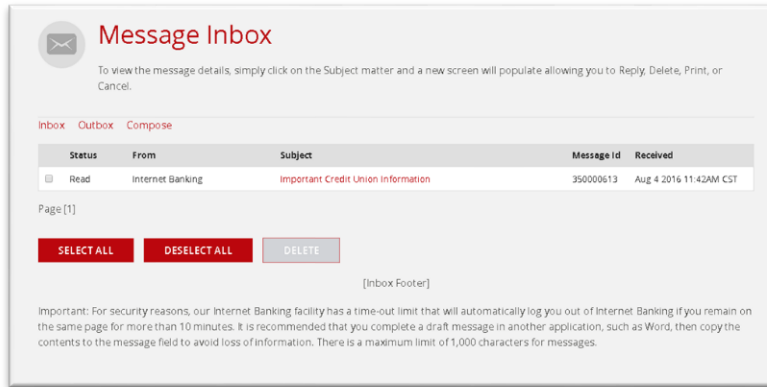 Message Inbox
To view the message details, simply click on the Subject matter and a new screen will populate allowing you to Reply, Delete, Print, or
Cancel.
Inbox Outbox Compose
Status From Subject Message Id Received
Read Internet Banking Important Credit Union Information 350000613 Aug 4 2016 11:42AM CST
Page [1]
SELECT ALL DESELECT ALL DELETE
[Inbox Footer]
Important: For security reasons, our Internet Banking facility has a time-out limit that will automatically log you out of Internet Banking if you remain on
the same page for more than 10 minutes. It is recommended that you complete a draft message in another application, such as Word, then copy the
contents to the message field to avoid loss of information. There is a maximum limit of 1,000 characters for messages.